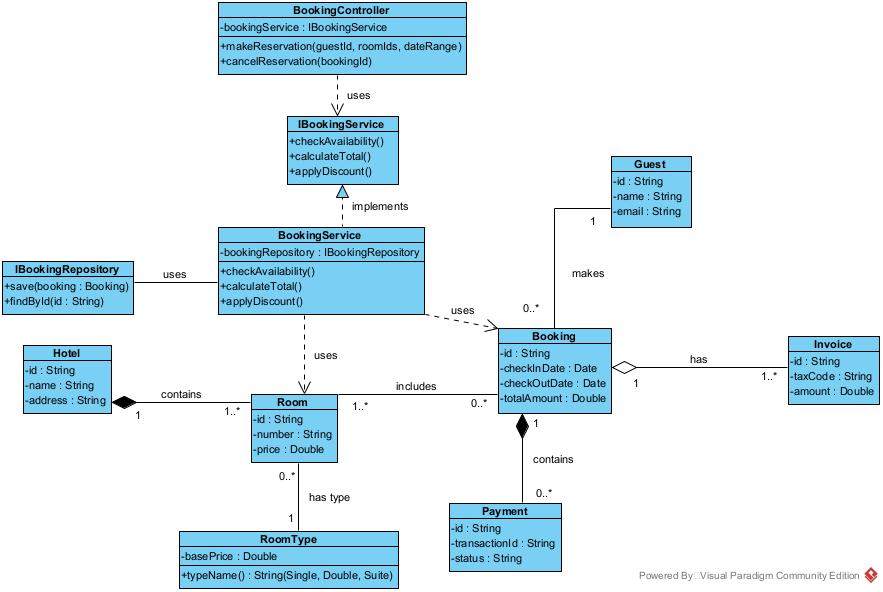 BookingController
-bookingService : IBookingService
+makeReservation(guestId, roomIds, dateRange)
+cancelReservation(bookingId)
uses
IBookingService
+checkAvailability()
+calculateTotal()
+applyDiscount()
implements
Guest
-id : String
-name : String
-email : String
1
makes
0..*
BookingService
-bookingRepository : IBookingRepository
+checkAvailability()
+calculateTotal()
+applyDiscount()
IBookingRepository
+save(booking : Booking)
+findById(id : String)
uses
uses
uses
Booking
-id : String
-checkInDate : Date
-checkOutDate : Date
-totalAmount : Double
has
1
1..*
Invoice
-id : String
-taxCode : String
-amount : Double
Hotel
-id : String
-name : String
-address : String
contains
1
1..*
Room
-id : String
-number : String
-price : Double
includes
1..*
0..*
1
contains
0..*
0..*
has type
1
Payment
-id : String
-transactionId : String
-status : String
RoomType
-basePrice : Double
+typeName() : String(Single, Double, Suite)
Powered By Visual Paradigm Community Edition